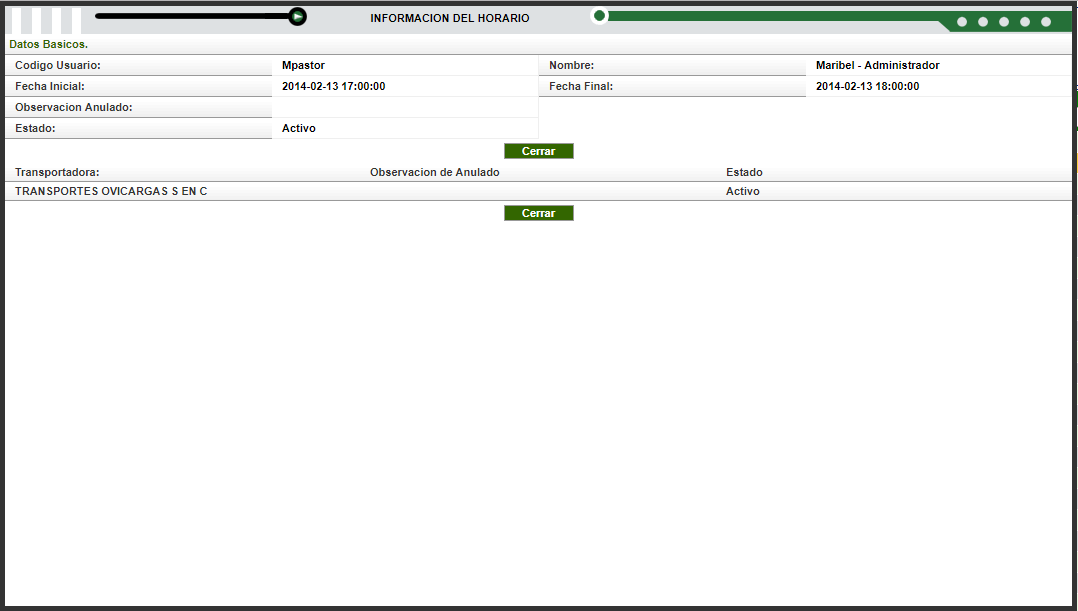 INFORMACION DEL HORARIO
Datos Basicos.
Codigo Usuario: Mpastor Nombre: Maribel - Administrador
Fecha Inicial: 2014-02-13 17:00:00 Fecha Final: 2014-02-13 18:00:00
Observacion Anulado:
Estado: Activo
Cerrar
Transportadora: Observacion de Anulado Estado
TRANSPORTES OVICARGAS S EN C Activo
Cerrar